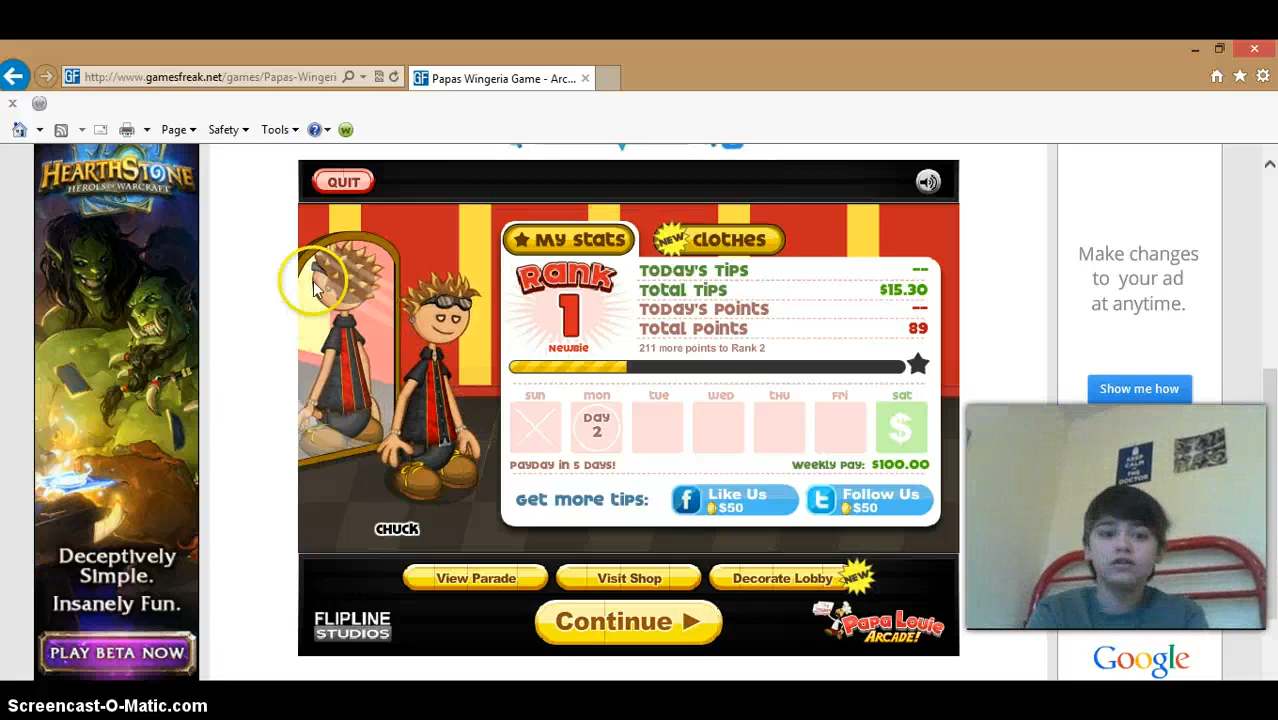 http://www.gamesfreak.net/games/Papas-Wingeri
GF Papas Wingeria Game - Arc...
Page Safety Tools
HEARTHSTONE
HEROES OF WARCRAFT
Deceptively
Simple.
Insanely Fun.
PLAY BETA NOW
QUIT
My Stats
NEW Clothes
Rank
1
Newbie
Today's Tips --
Total Tips $15.30
Today's Points --
Total Points 89
211 more points to Rank 2
Sun Mon Tue Wed Thu Fri Sat
Day
2
$
Payday in 5 days! Weekly Pay: $100.00
Get more tips:
f Like Us
$50
t Follow Us
$50
Chuck
View Parade
Visit Shop
Decorate Lobby NEW
FLIPLINE
STUDIOS
Continue
Papa Louie
Arcade!
Make changes
to your ad
at anytime.
Show me how
KEEP
CALM
THE
DOCTOR
Google
Screencast-O-Matic.com